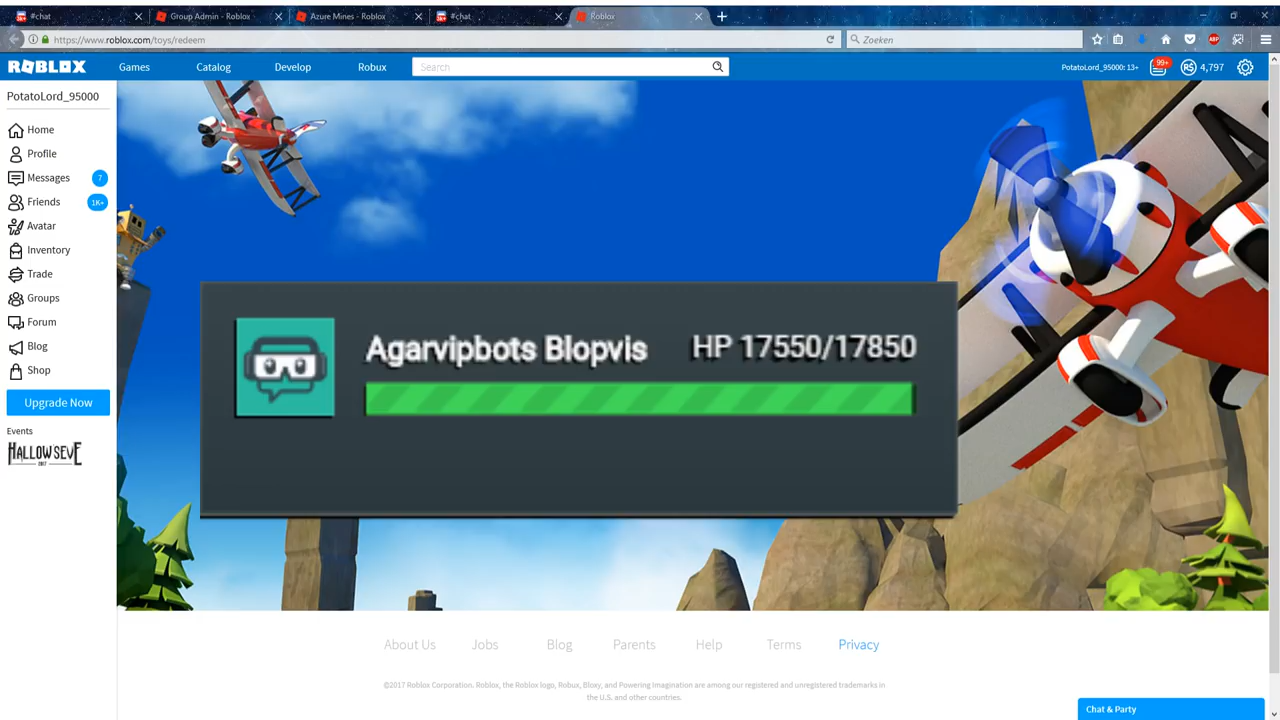 #chat
Group Admin - Roblox
Azure Mines - Roblox
#chat
Roblox
https://www.roblox.com/toys/redeem
Zoeken
ABP
ROBLOX
Games
Catalog
Develop
Robux
Search
PotatoLord_95000: 13+
99+
R$ 4,797
PotatoLord_95000
Home
Profile
Messages 7
Friends 1K+
Avatar
Inventory
Trade
Groups
Forum
Blog
Shop
Upgrade Now
Events
HALLOW'S EVE
2017
Agarvipbots Blopvis HP 17550/17850
About Us Jobs Blog Parents Help Terms Privacy
©2017 Roblox Corporation. Roblox, the Roblox logo, Robux, Bloxy, and Powering Imagination are among our registered and unregistered trademarks in
the U.S. and other countries.
Chat & Party